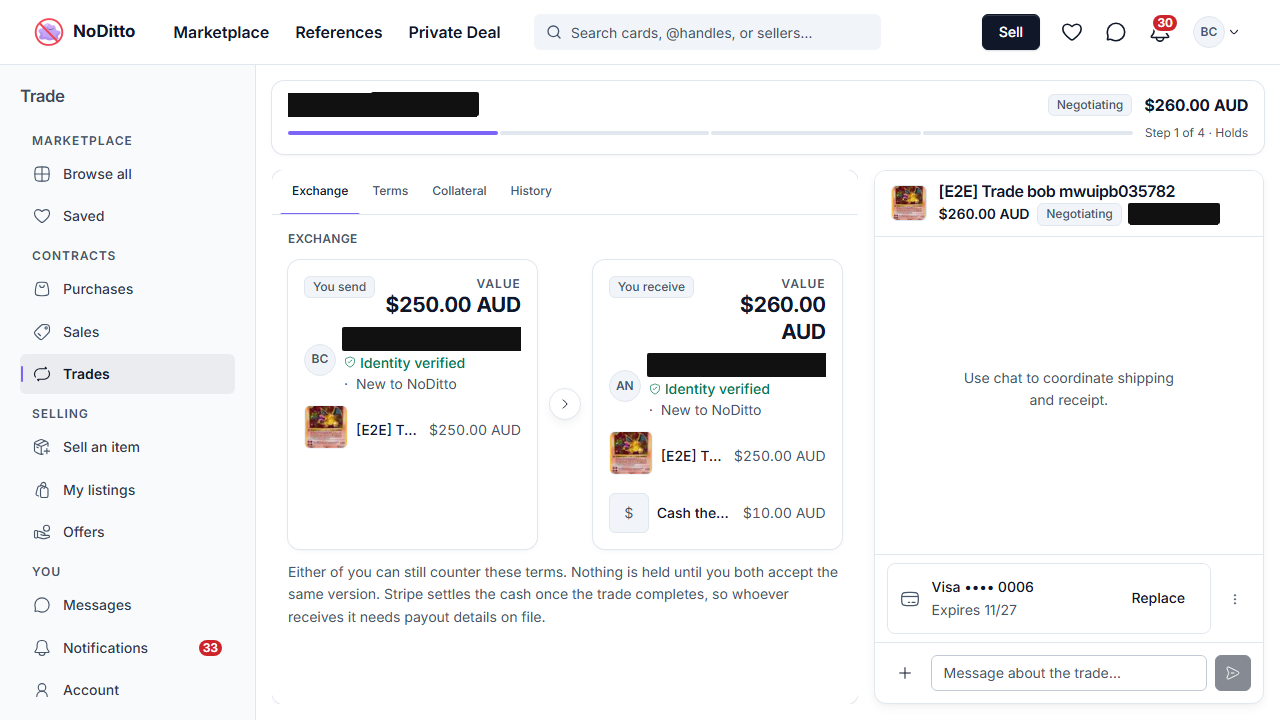 NoDitto
Marketplace
References
Private Deal
Search cards, @handles, or sellers...
Sell
30
BC
Trade
MARKETPLACE
Browse all
Saved
CONTRACTS
Purchases
Sales
Trades
SELLING
Sell an item
My listings
Offers
YOU
Messages
Notifications
33
Account
Negotiating
$260.00 AUD
Step 1 of 4 · Holds
Exchange
Terms
Collateral
History
EXCHANGE
You send
VALUE
$250.00 AUD
BC
Identity verified
· New to NoDitto
[E2E] T... $250.00 AUD
You receive
VALUE
$260.00
AUD
AN
Identity verified
· New to NoDitto
[E2E] T... $250.00 AUD
$ Cash the... $10.00 AUD
Either of you can still counter these terms. Nothing is held until you both accept the
same version. Stripe settles the cash once the trade completes, so whoever
receives it needs payout details on file.
[E2E] Trade bob mwuipb035782
$260.00 AUD Negotiating
Use chat to coordinate shipping
and receipt.
Visa •••• 0006
Expires 11/27
Replace
Message about the trade...